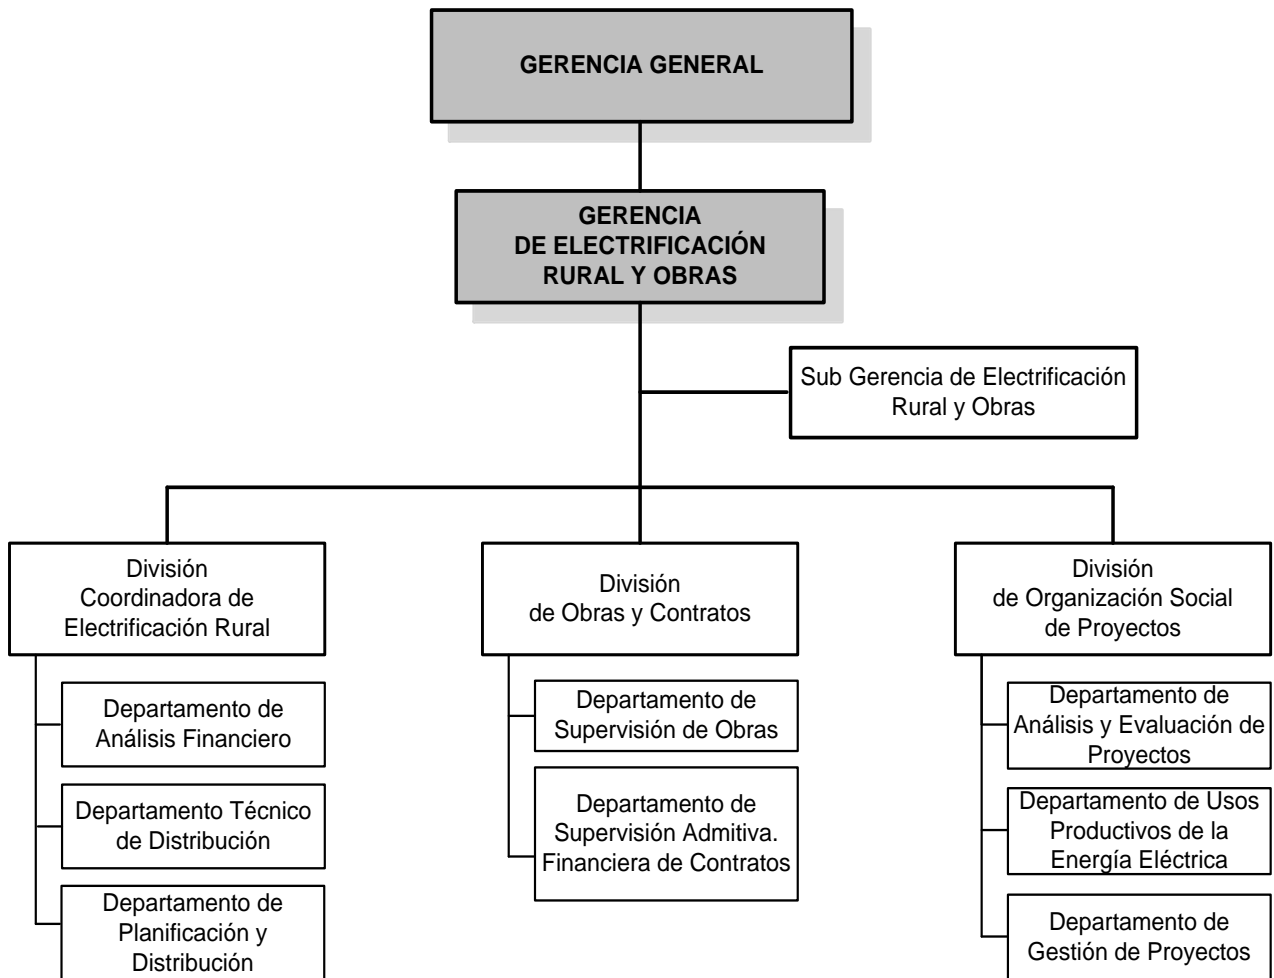 GERENCIA GENERAL
GERENCIA
DE ELECTRIFICACIÓN
RURAL Y OBRAS
Sub Gerencia de Electrificación
Rural y Obras
División
Coordinadora de
Electrificación Rural
División
de Obras y Contratos
División
de Organización Social
de Proyectos
Departamento de
Análisis Financiero
Departamento Técnico
de Distribución
Departamento de
Planificación y
Distribución
Departamento de
Supervisión de Obras
Departamento de
Supervisión Admitiva.
Financiera de Contratos
Departamento de
Análisis y Evaluación de
Proyectos
Departamento de Usos
Productivos de la
Energía Eléctrica
Departamento de
Gestión de Proyectos